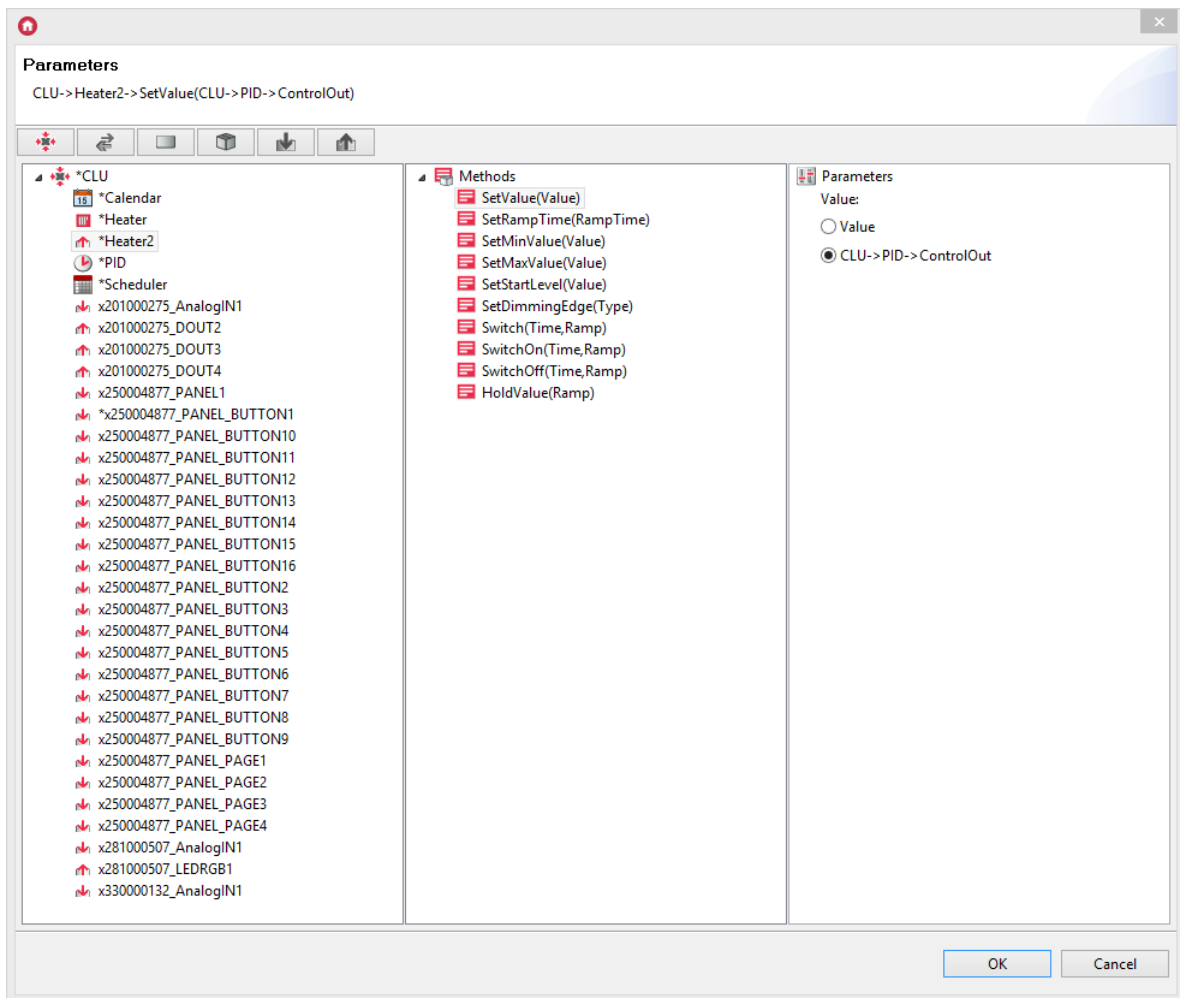 Parameters
CLU->Heater2->SetValue(CLU->PID->ControlOut)
*CLU
*Calendar
*Heater
*Heater2
*PID
*Scheduler
x201000275_AnalogIN1
x201000275_DOUT2
x201000275_DOUT3
x201000275_DOUT4
x250004877_PANEL1
*x250004877_PANEL_BUTTON1
x250004877_PANEL_BUTTON10
x250004877_PANEL_BUTTON11
x250004877_PANEL_BUTTON12
x250004877_PANEL_BUTTON13
x250004877_PANEL_BUTTON14
x250004877_PANEL_BUTTON15
x250004877_PANEL_BUTTON16
x250004877_PANEL_BUTTON2
x250004877_PANEL_BUTTON3
x250004877_PANEL_BUTTON4
x250004877_PANEL_BUTTON5
x250004877_PANEL_BUTTON6
x250004877_PANEL_BUTTON7
x250004877_PANEL_BUTTON8
x250004877_PANEL_BUTTON9
x250004877_PANEL_PAGE1
x250004877_PANEL_PAGE2
x250004877_PANEL_PAGE3
x250004877_PANEL_PAGE4
x281000507_AnalogIN1
x281000507_LEDRGB1
x330000132_AnalogIN1
Methods
SetValue(Value)
SetRampTime(RampTime)
SetMinValue(Value)
SetMaxValue(Value)
SetStartLevel(Value)
SetDimmingEdge(Type)
Switch(Time,Ramp)
SwitchOn(Time,Ramp)
SwitchOff(Time,Ramp)
HoldValue(Ramp)
Parameters
Value:
Value
CLU->PID->ControlOut
OK
Cancel